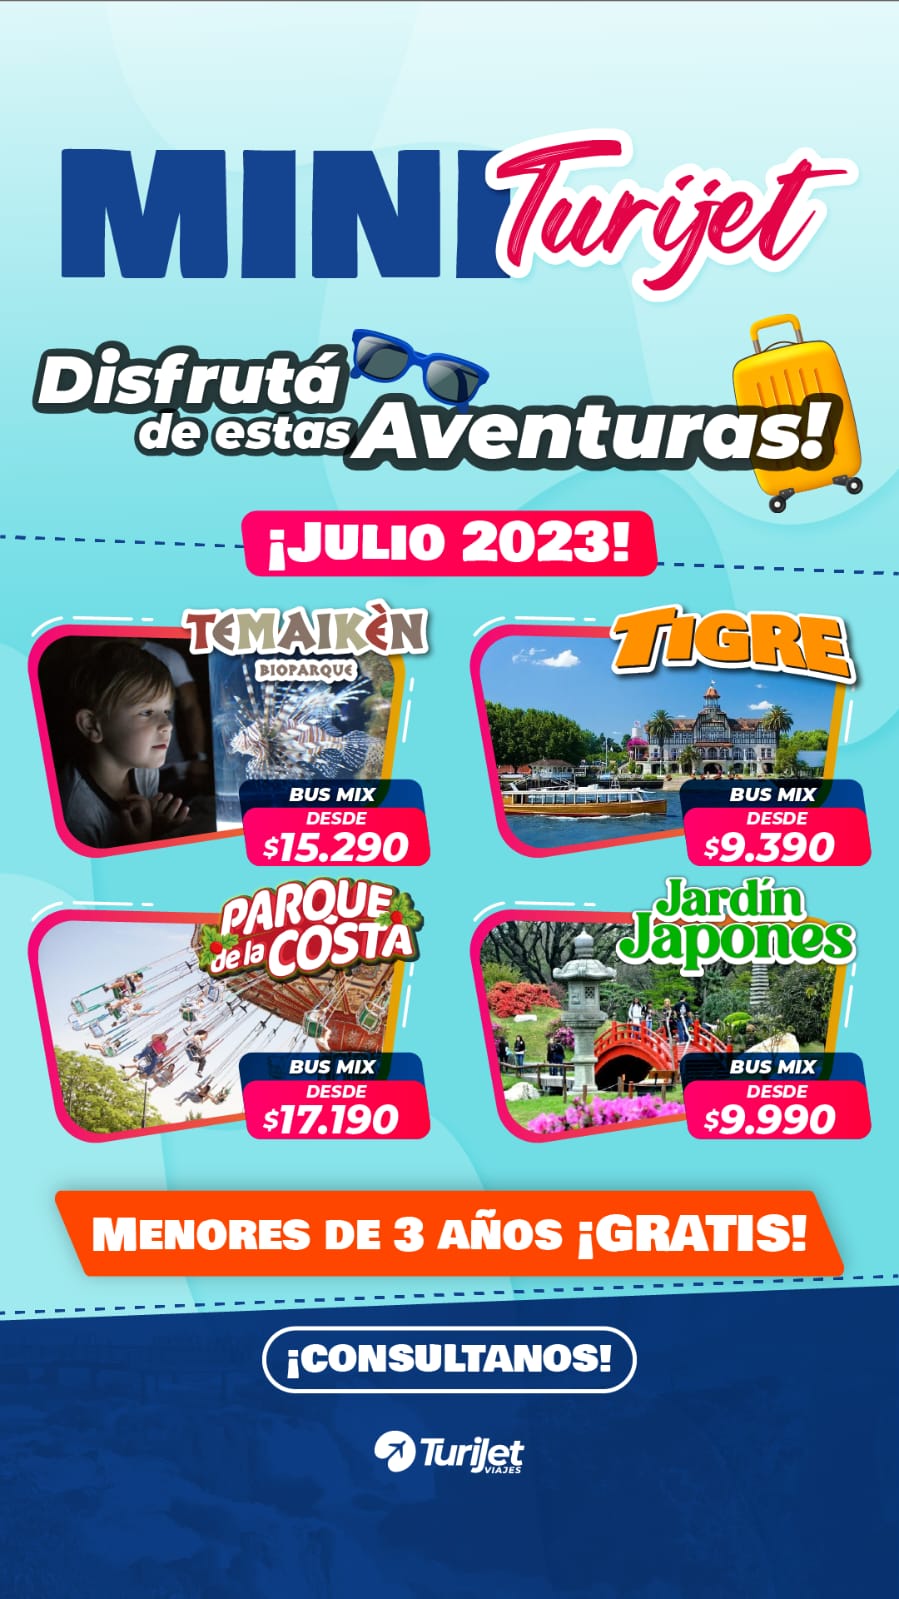 MINI Turijet
Disfrutá
de estas Aventuras!
¡JULIO 2023!
TEMAIKÈN
BIOPARQUE
BUS MIX
DESDE
$15.290
TIGRE
BUS MIX
DESDE
$9.390
PARQUE
de la COSTA
BUS MIX
DESDE
$17.190
Jardín
Japones
BUS MIX
DESDE
$9.990
MENORES DE 3 AÑOS ¡GRATIS!
¡CONSULTANOS!
TuriJet
VIAJES